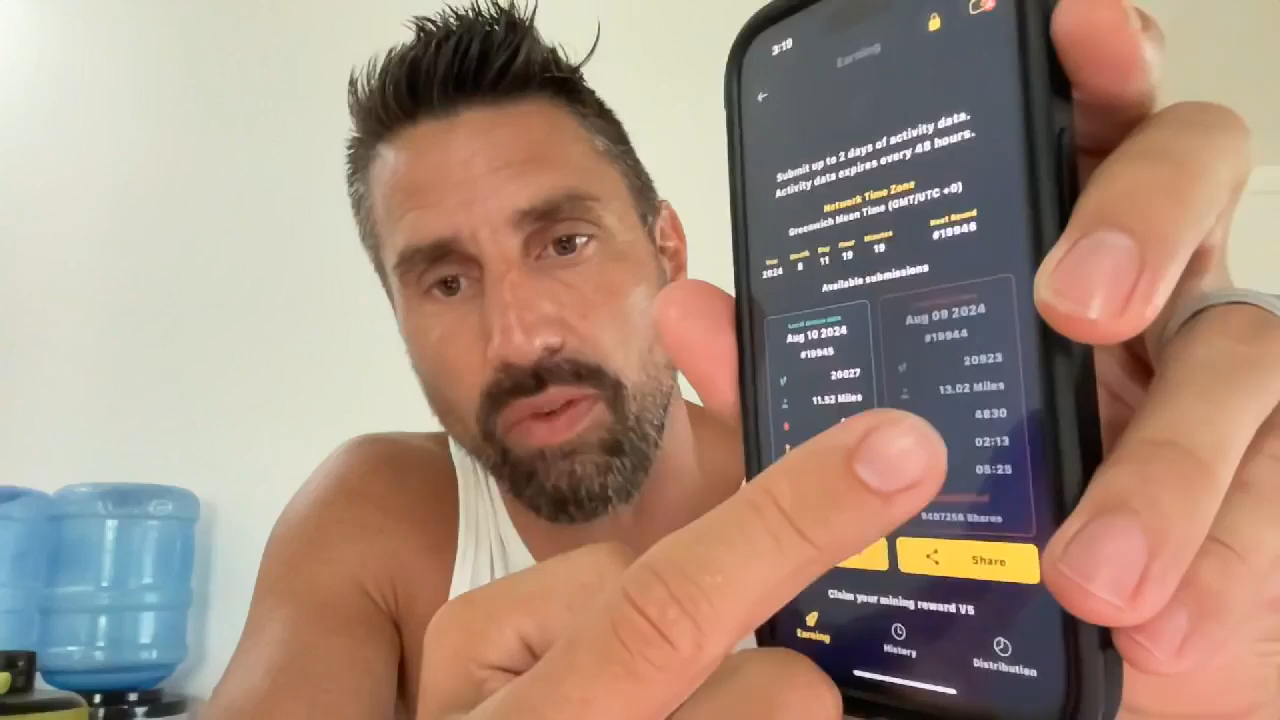 3:19
Earning
Submit up to 2 days of activity data.
Activity data expires every 48 hours.
Network Time Zone
Greenwich Mean Time (GMT/UTC +0)
Year Month Day Hour Minutes Next Round
2024 8 11 19 19 #19946
Available submissions
Aug 10 2024
#19945
20827
11.52 Miles
Aug 09 2024
#19944
20923
13.02 Miles
4830
02:13
05:25
9407256 Shares
Share
Claim your mining reward V5
Earning
History
Distribution